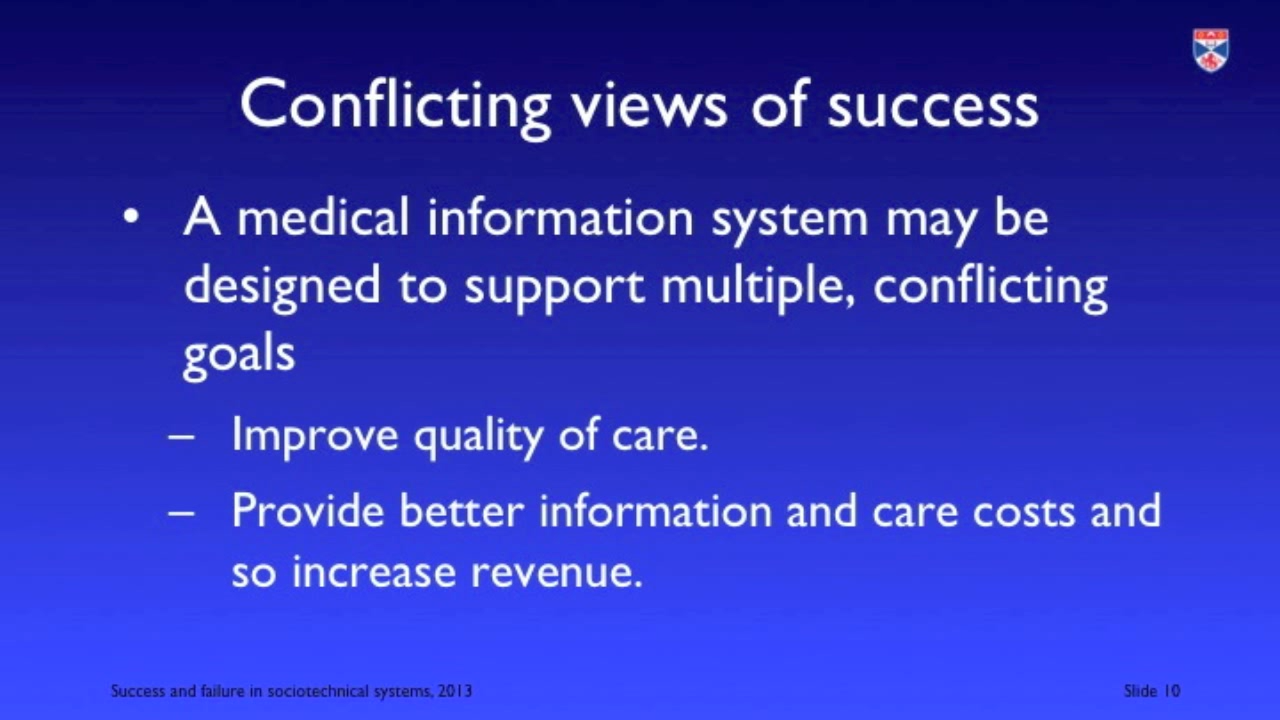 Conflicting views of success
• A medical information system may be
designed to support multiple, conflicting
goals
– Improve quality of care.
– Provide better information and care costs and
so increase revenue.
Success and failure in sociotechnical systems, 2013
Slide 10